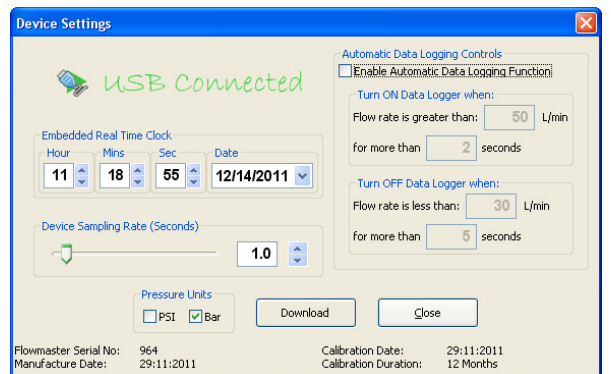 Device Settings
USB Connected
Embedded Real Time Clock
Hour Mins Sec Date
11 18 55 12/14/2011
Device Sampling Rate (Seconds)
1.0
Automatic Data Logging Controls
Enable Automatic Data Logging Function
Turn ON Data Logger when:
Flow rate is greater than: 50 L/min
for more than 2 seconds
Turn OFF Data Logger when:
Flow rate is less than: 30 L/min
for more than 5 seconds
Pressure Units
PSI Bar
Download
Close
Flowmaster Serial No: 964
Manufacture Date: 29:11:2011
Calibration Date: 29:11:2011
Calibration Duration: 12 Months